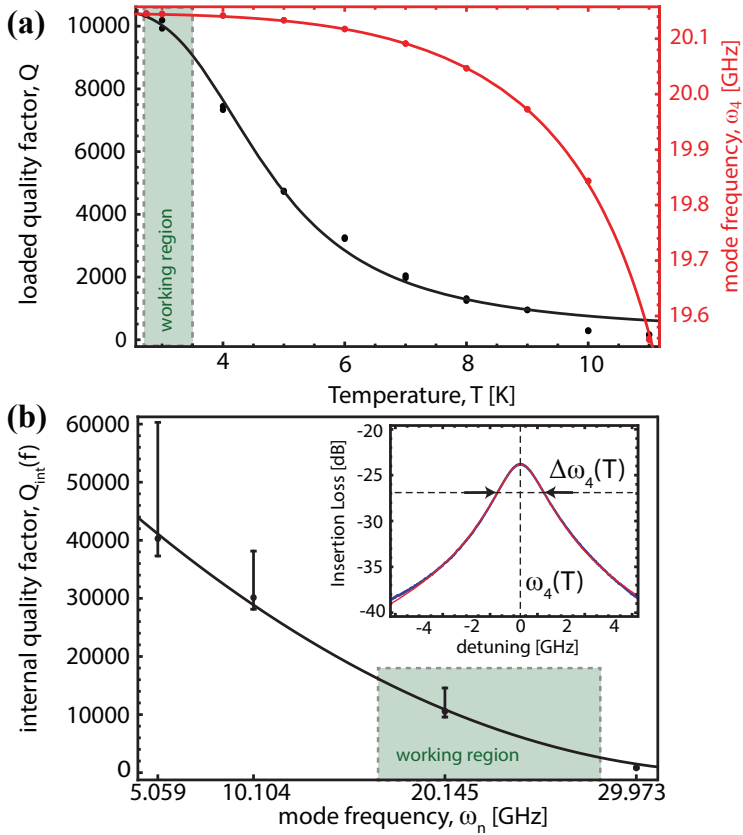 (a)
loaded quality factor, Q
10000
8000
6000
4000
2000
0
working region
20.1
20.0
19.9
19.8
19.7
19.6
mode frequency, ω₄ [GHz]
4
6
8
10
Temperature, T [K]
(b)
internal quality factor, Qᵢₙₜ(f)
60000
50000
40000
30000
20000
10000
0
Insertion Loss [dB]
-20
-25
-30
-35
-40
Δω₄(T)
ω₄(T)
-4
-2
0
2
4
detuning [GHz]
working region
5.059
10.104
20.145
29.973
mode frequency, ωₙ [GHz]